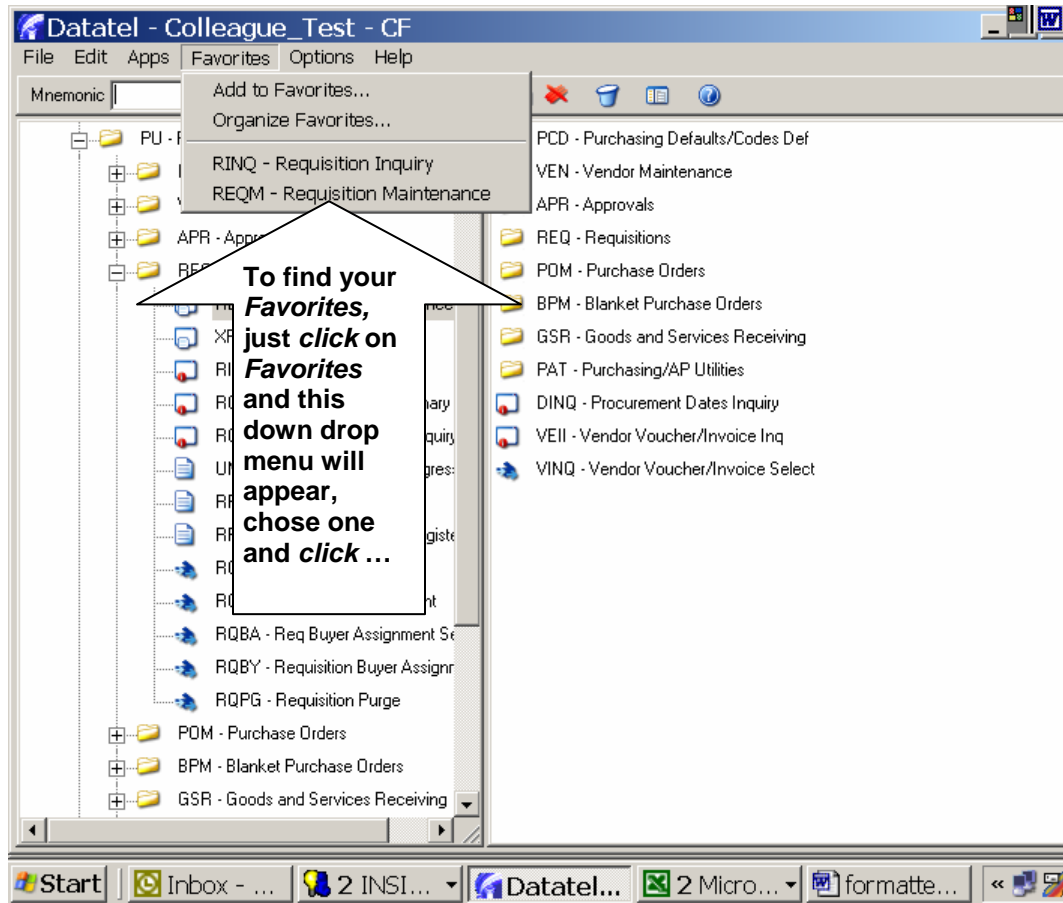 Datatel - Colleague_Test - CF
File Edit Apps Favorites Options Help
Mnemonic
Add to Favorites...
Organize Favorites...
RINQ - Requisition Inquiry
REQM - Requisition Maintenance
PU -
APR -
To find your
Favorites,
just click on
Favorites
and this
down drop
menu will
appear,
chose one
and click …
RQBA - Req Buyer Assignment
RQBY - Requisition Buyer
RQPG - Requisition Purge
POM - Purchase Orders
BPM - Blanket Purchase Orders
GSR - Goods and Services Receiving
PCD - Purchasing Defaults/Codes Def
VEN - Vendor Maintenance
APR - Approvals
REQ - Requisitions
POM - Purchase Orders
BPM - Blanket Purchase Orders
GSR - Goods and Services Receiving
PAT - Purchasing/AP Utilities
DINQ - Procurement Dates Inquiry
VEII - Vendor Voucher/Invoice Inq
VINQ - Vendor Voucher/Invoice Select
Start Inbox - ... 2 INSI... Datatel... 2 Micro... formatte... «